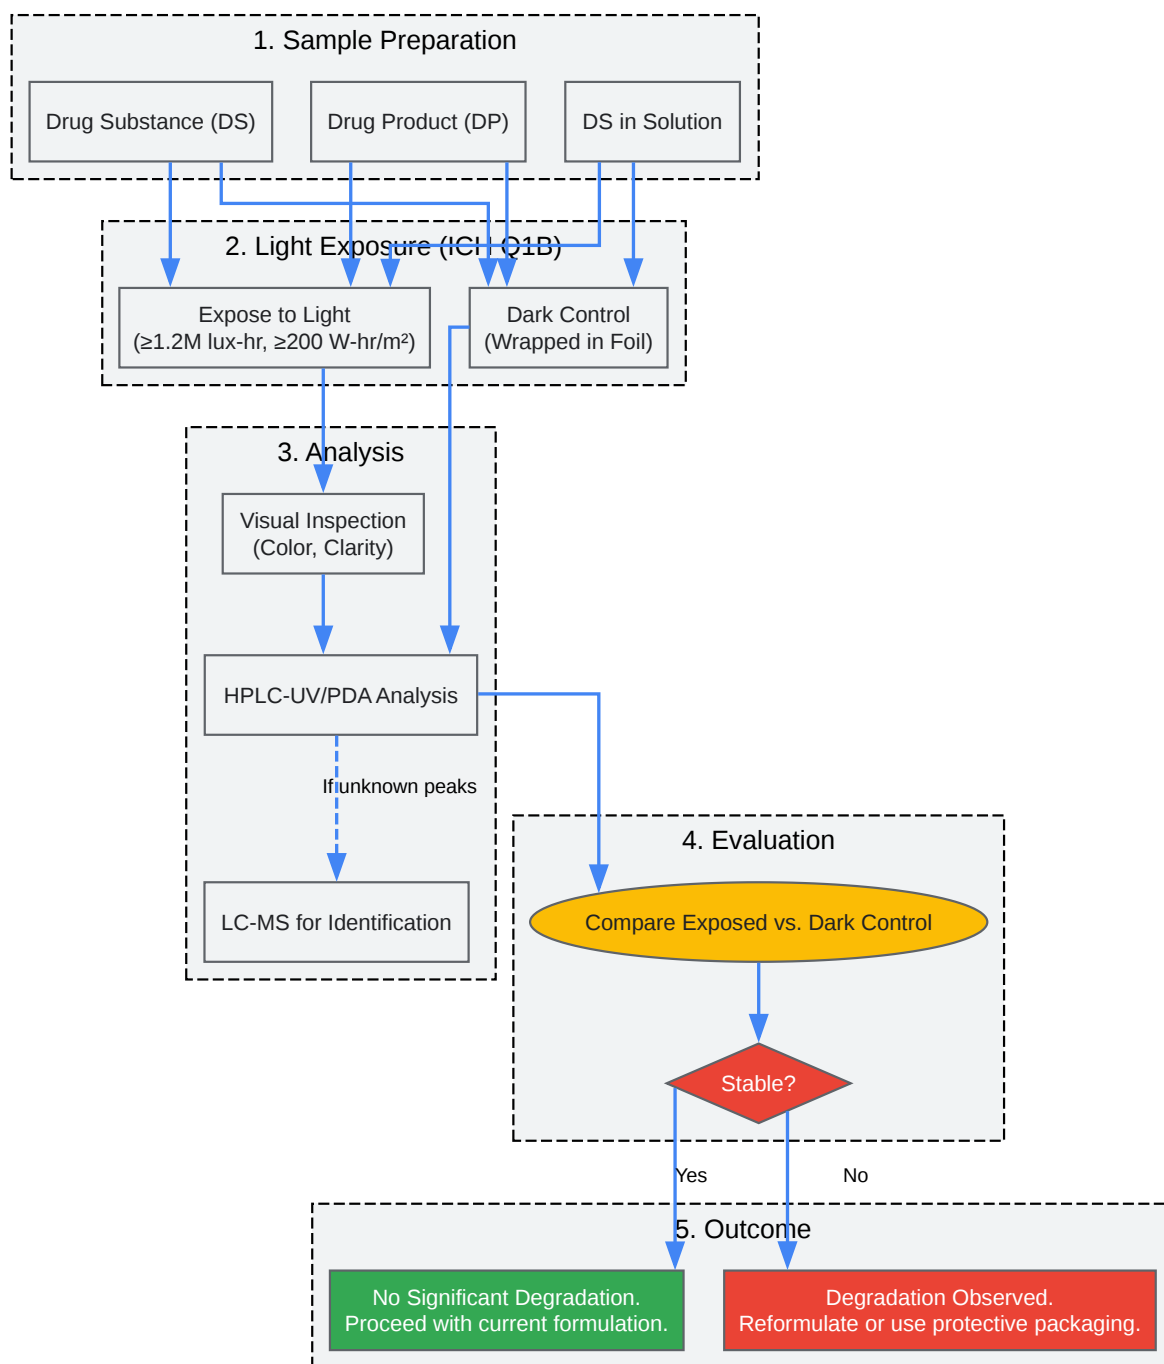 1. Sample Preparation
Drug Substance (DS)
Drug Product (DP)
DS in Solution
2. Light Exposure (ICH Q1B)
Expose to Light
(≥1.2M lux-hr, ≥200 W-hr/m²)
Dark Control
(Wrapped in Foil)
3. Analysis
Visual Inspection
(Color, Clarity)
HPLC-UV/PDA Analysis
If unknown peaks
LC-MS for Identification
4. Evaluation
Compare Exposed vs. Dark Control
Stable?
Yes
No
5. Outcome
No Significant Degradation.
Proceed with current formulation.
Degradation Observed.
Reformulate or use protective packaging.